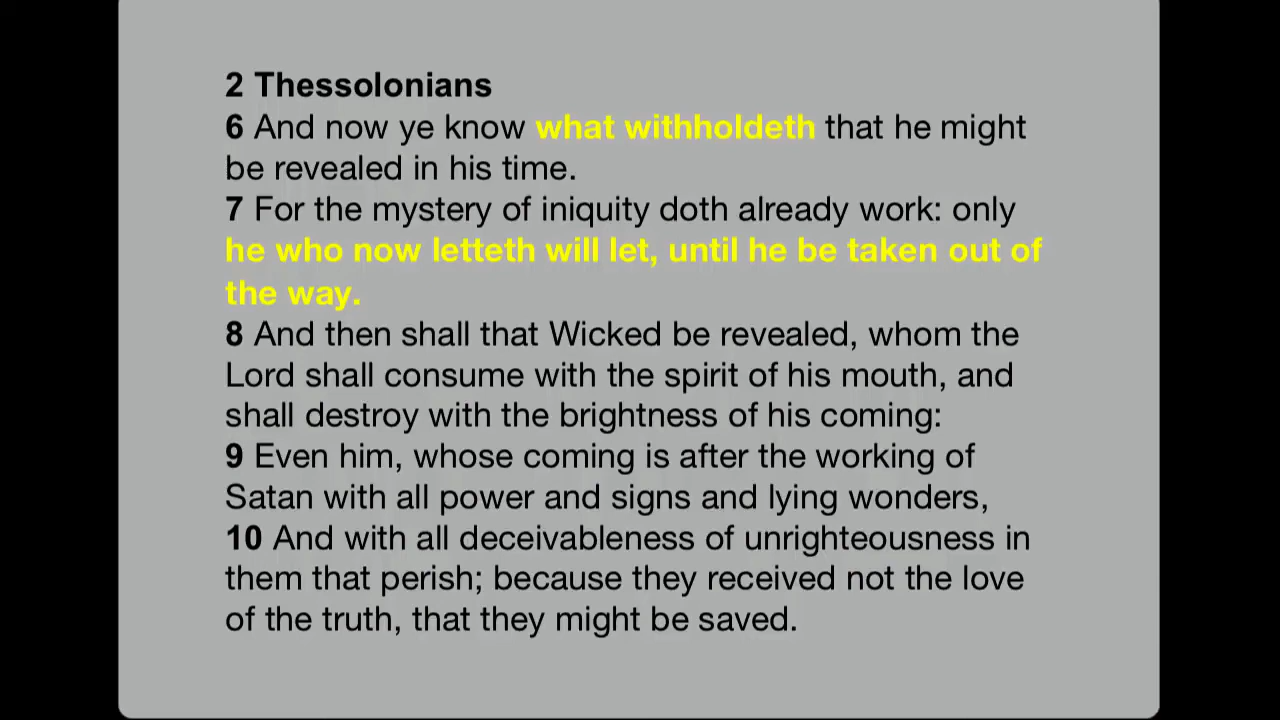 2 Thessolonians
6 And now ye know what withholdeth that he might
be revealed in his time.
7 For the mystery of iniquity doth already work: only
he who now letteth will let, until he be taken out of
the way.
8 And then shall that Wicked be revealed, whom the
Lord shall consume with the spirit of his mouth, and
shall destroy with the brightness of his coming:
9 Even him, whose coming is after the working of
Satan with all power and signs and lying wonders,
10 And with all deceivableness of unrighteousness in
them that perish; because they received not the love
of the truth, that they might be saved.